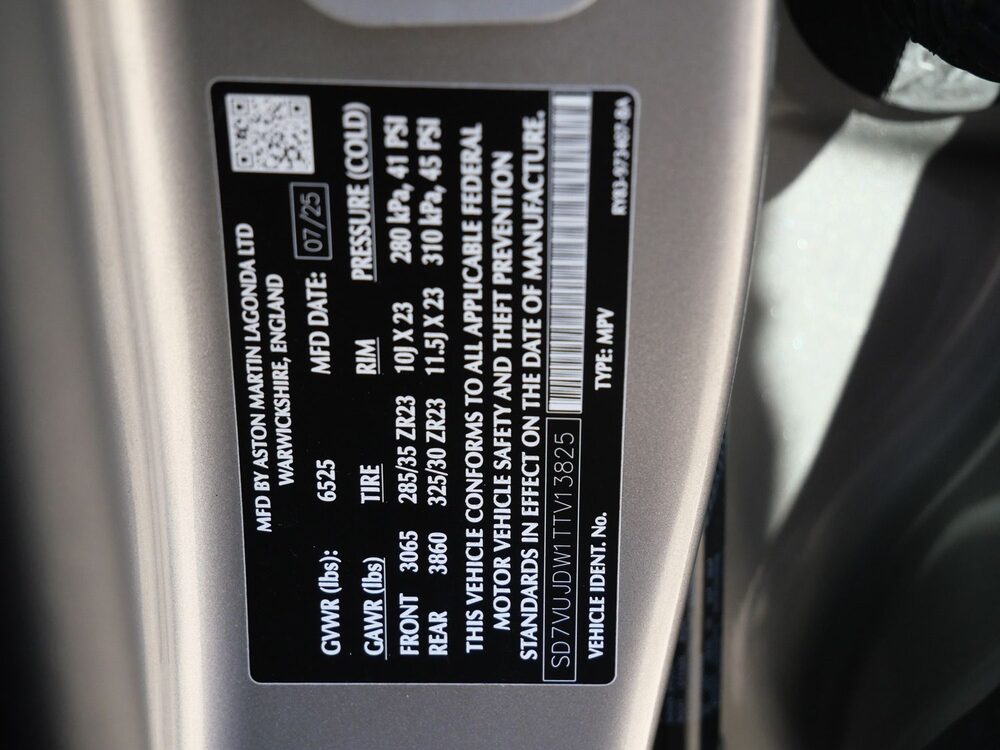 MFD BY ASTON MARTIN LAGONDA LTD
WARWICKSHIRE, ENGLAND
GVWR (lbs): 6525 MFD DATE: 07/25
GAWR (lbs) TIRE RIM PRESSURE (COLD)
FRONT 3065 285/35 ZR23 10J X 23 280 kPa, 41 PSI
REAR 3860 325/30 ZR23 11.5J X 23 310 kPa, 45 PSI
THIS VEHICLE CONFORMS TO ALL APPLICABLE FEDERAL
MOTOR VEHICLE SAFETY AND THEFT PREVENTION
STANDARDS IN EFFECT ON THE DATE OF MANUFACTURE.
SD7VUJDW1TTV13825
VEHICLE IDENT. No. TYPE: MPV RY83-973407-BA